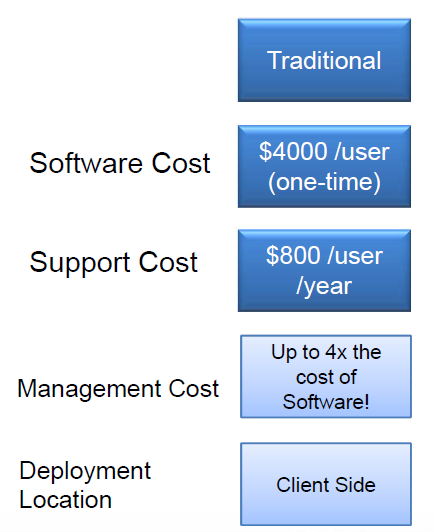 Traditional
Software Cost
$4000 /user
(one-time)
Support Cost
$800 /user
/year
Management Cost
Up to 4x the
cost of
Software!
Deployment
Location
Client Side